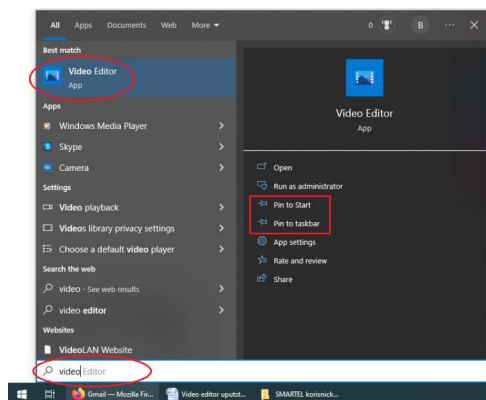 All Apps Documents Web More 0 B
Best match
Video Editor
App
Apps
Windows Media Player
Skype
Camera
Settings
Video playback
Videos library privacy settings
Choose a default video player
Search the web
video - See web results
video editor
Websites
VideoLAN Website
Video Editor
App
Open
Run as administrator
Pin to Start
Pin to taskbar
App settings
Rate and review
Share
video Editor
Gmail — Mozilla Fir... Video editor uputst... SMARTEL korisnick...